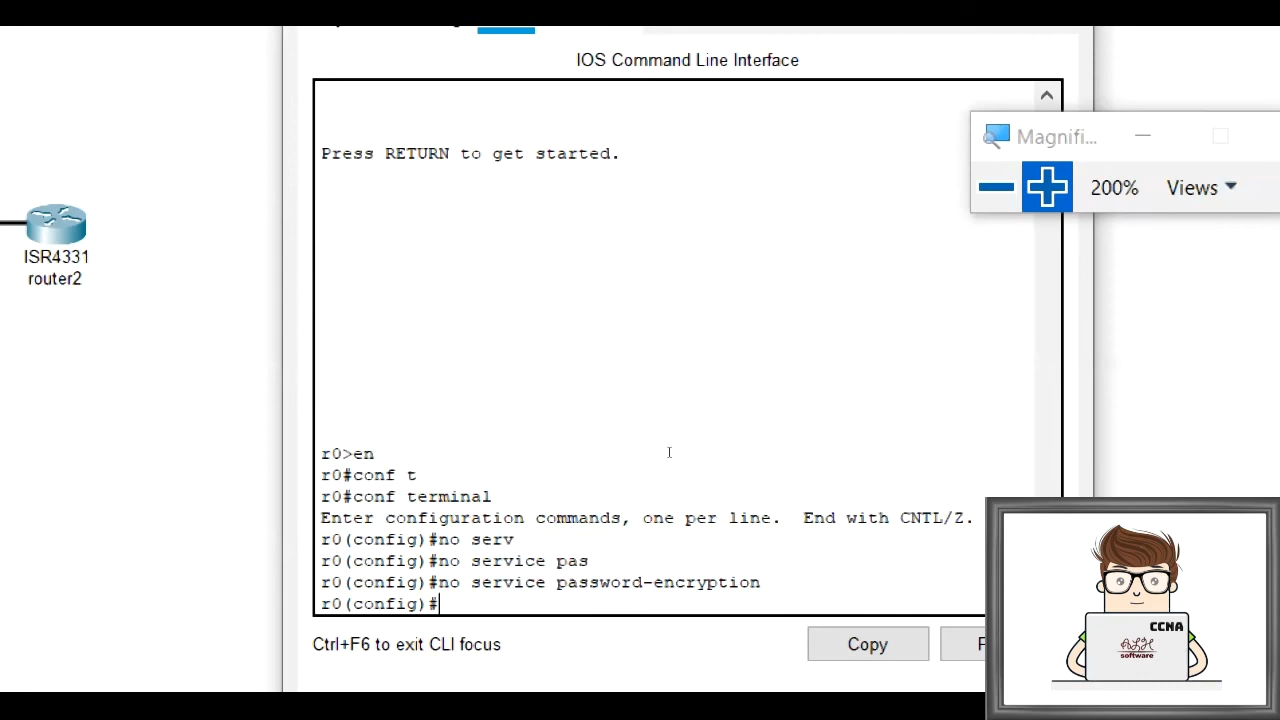 IOS Command Line Interface
Press RETURN to get started.
Magnifi...
200% Views
ISR4331
router2
r0>en
r0#conf t
r0#conf terminal
Enter configuration commands, one per line.  End with CNTL/Z.
r0(config)#no serv
r0(config)#no service pas
r0(config)#no service password-encryption
r0(config)#
Ctrl+F6 to exit CLI focus
Copy
CCNA
ALH
software